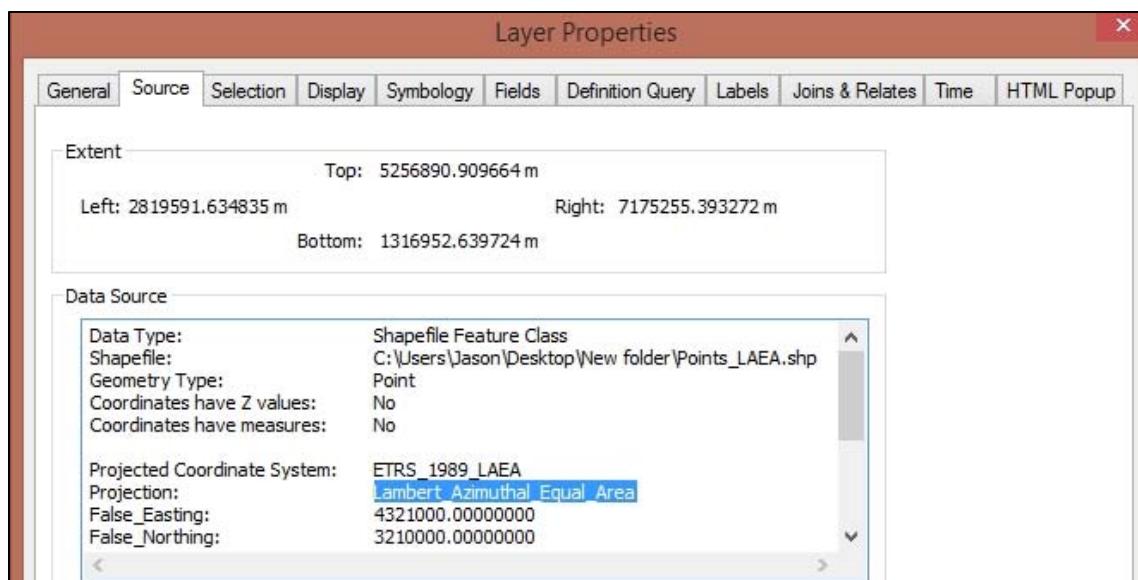 Layer Properties
General Source Selection Display Symbology Fields Definition Query Labels Joins & Relates Time HTML Popup
Extent
Top: 5256890.909664 m
Left: 2819591.634835 m Right: 7175255.393272 m
Bottom: 1316952.639724 m
Data Source
Data Type: Shapefile Feature Class
Shapefile: C:\Users\Jason\Desktop\New folder\Points_LAEA.shp
Geometry Type: Point
Coordinates have Z values: No
Coordinates have measures: No
Projected Coordinate System: ETRS_1989_LAEA
Projection: Lambert_Azimuthal_Equal_Area
False_Easting: 4321000.00000000
False_Northing: 3210000.00000000